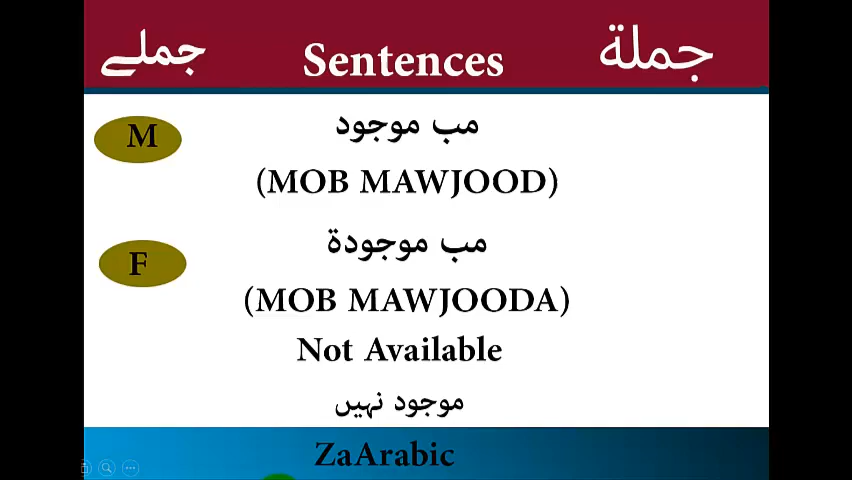 جملے Sentences جملة
M مب موجود
(MOB MAWJOOD)
F مب موجودة
(MOB MAWJOODA)
Not Available
موجود نہیں
ZaArabic